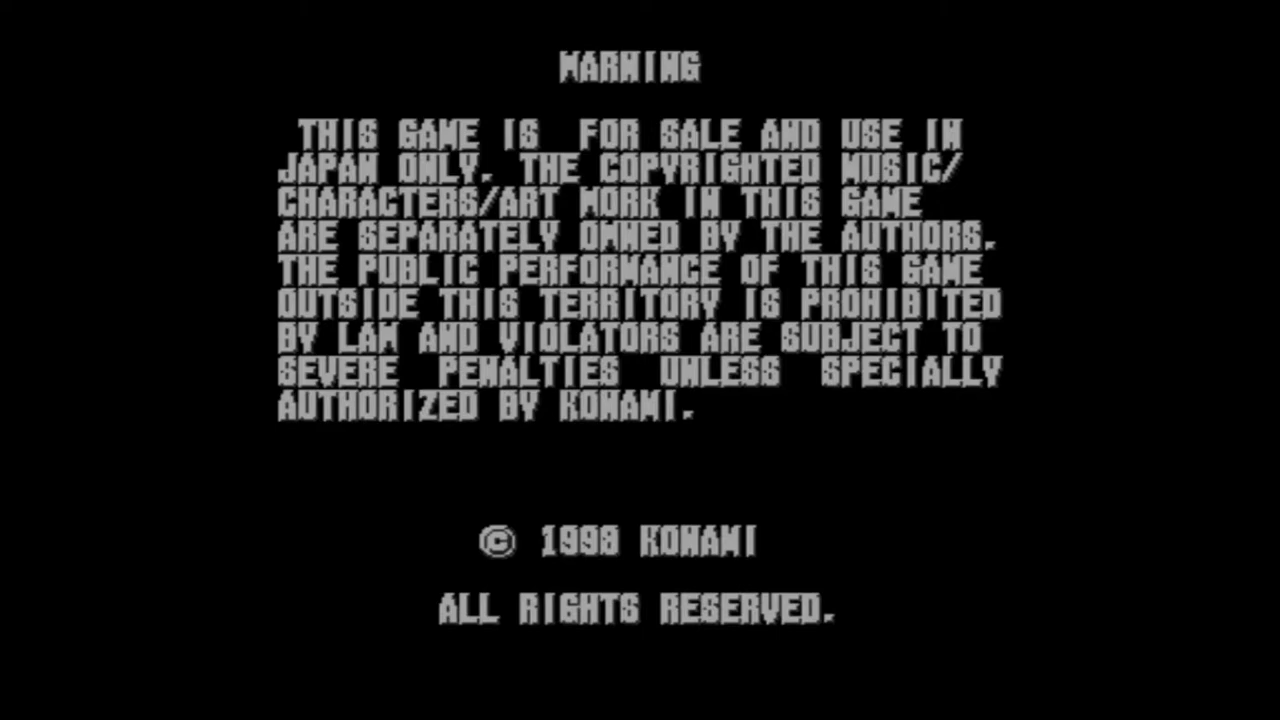 WARNING
THIS GAME IS FOR SALE AND USE IN
JAPAN ONLY. THE COPYRIGHTED MUSIC/
CHARACTERS/ART WORK IN THIS GAME
ARE SEPARATELY OWNED BY THE AUTHORS.
THE PUBLIC PERFORMANCE OF THIS GAME
OUTSIDE THIS TERRITORY IS PROHIBITED
BY LAW AND VIOLATORS ARE SUBJECT TO
SEVERE PENALTIES UNLESS SPECIALLY
AUTHORIZED BY KONAMI.
© KONAMI
ALL RIGHTS RESERVED.